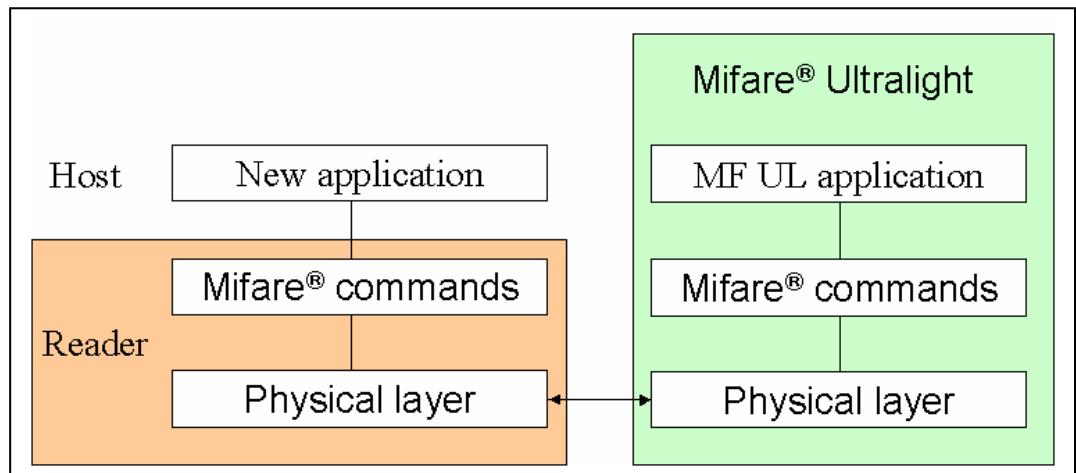 Mifare® Ultralight
Host
New application
MF UL application
Mifare® commands
Mifare® commands
Reader
Physical layer
Physical layer